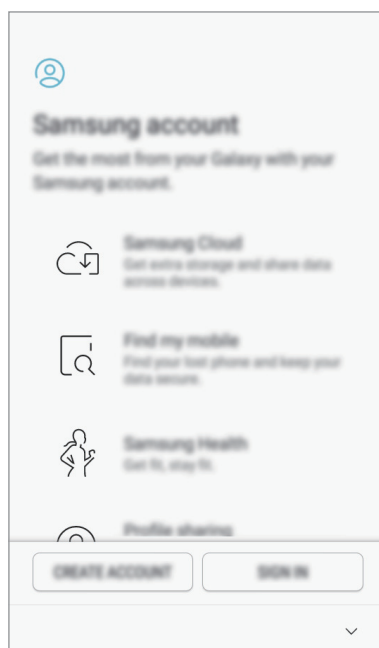 Samsung account
Get the most from your Galaxy with your
Samsung account.
Samsung Cloud
Get extra storage and share data
across devices.
Find my mobile
Find your lost phone and keep your
data secure.
Samsung Health
Get fit, stay fit.
Profile sharing
CREATE ACCOUNT
SIGN IN